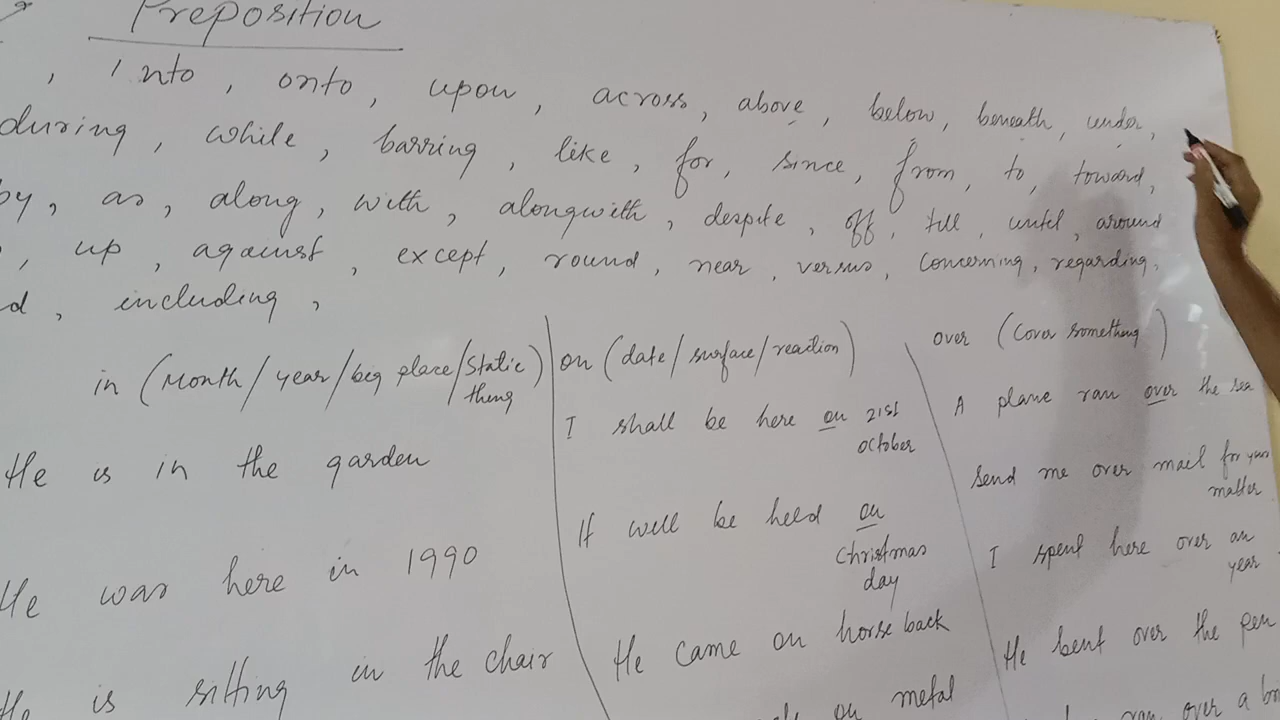 Preposition
, Into, onto, upon, across, above, below, beneath, under,
during, while, barring, like, for, since, from, to, toward,
by, as, along, with, alongwith, despite, off, till, until, around
, up, against, except, round, near, versus, concerning, regarding,
d, including,
in (Month/year/big place/static thing)
He is in the garden
He was here in 1990
He is sitting in the chair
on (date/surface/reaction)
I shall be here on 21st
October
It will be held on
Christmas
day
He came on horse back
on metal
over (cover something)
A plane ran over the sea
Send me over mail for your
matter
I spent here over an
year
He bent over the pen
ran over a